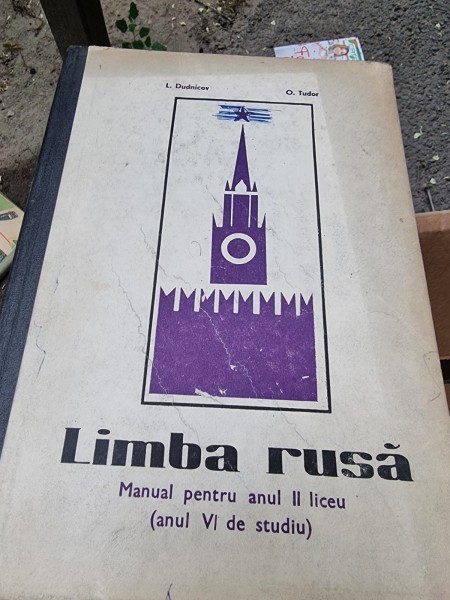 L. Dudnicov
O. Tudor
Limba rusă
Manual pentru anul II liceu
(anul VI de studiu)